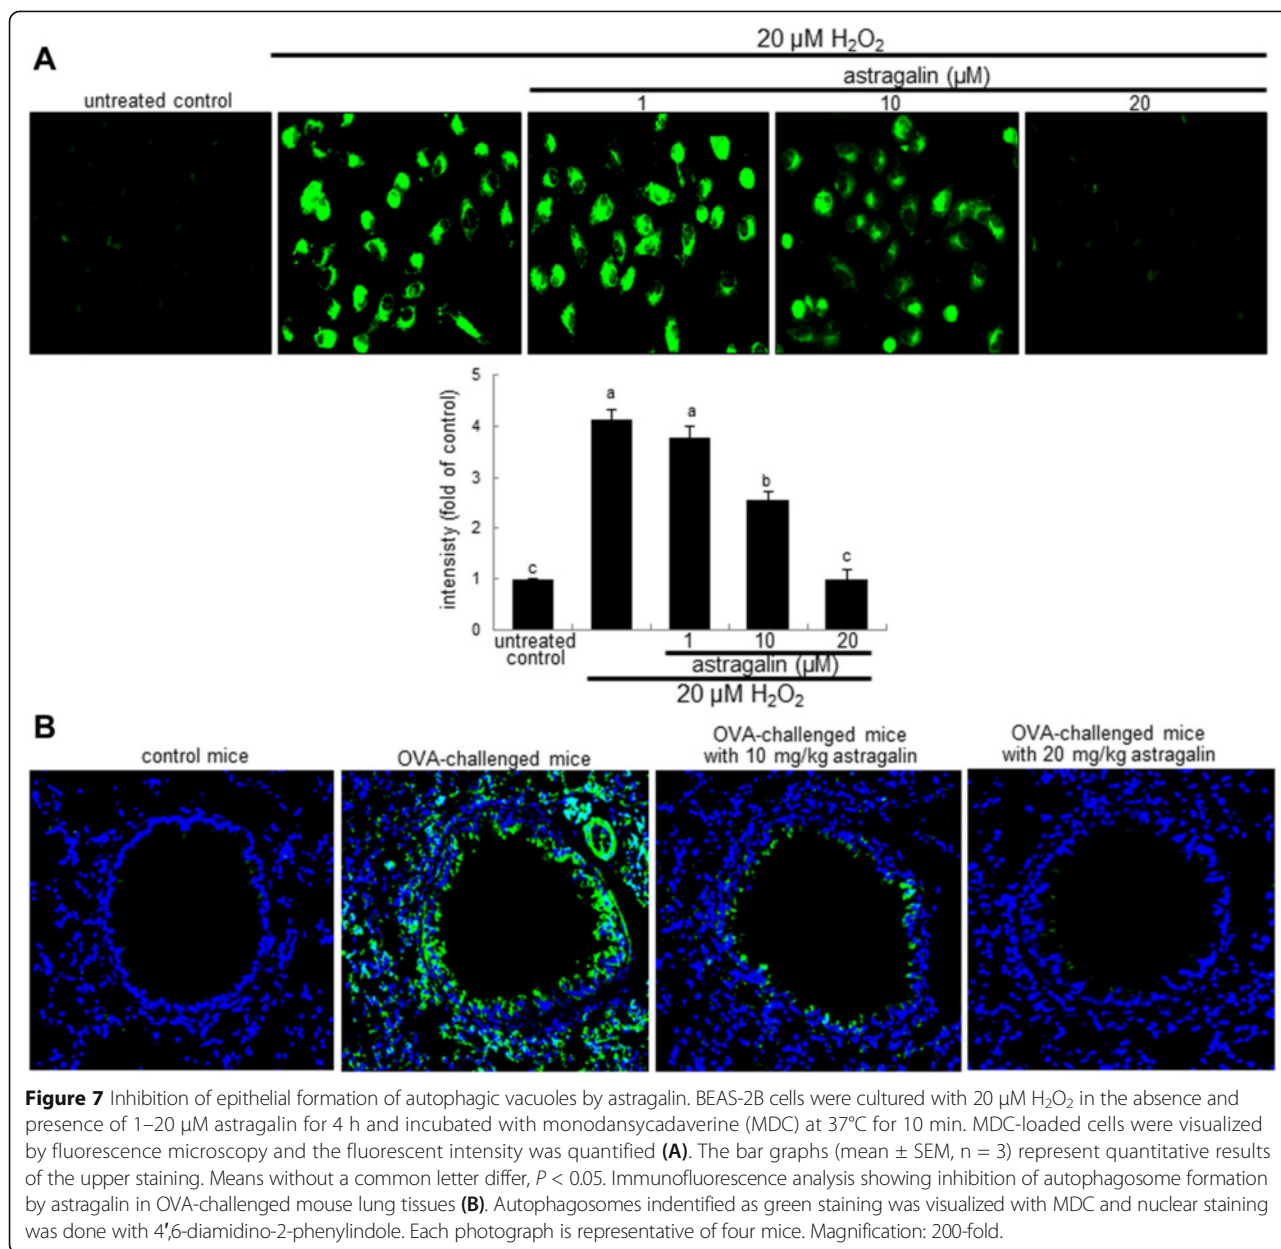 A
20 μM H₂O₂
astragalin (μM)
untreated control
1
10
20
intensisty (fold of control)
5
4
3
2
1
0
c
a
a
b
c
untreated
control
1
10
20
astragalin (μM)
20 μM H₂O₂
B
control mice
OVA-challenged mice
OVA-challenged mice
with 10 mg/kg astragalin
OVA-challenged mice
with 20 mg/kg astragalin
Figure 7 Inhibition of epithelial formation of autophagic vacuoles by astragalin. BEAS-2B cells were cultured with 20 μM H₂O₂ in the absence and
presence of 1–20 μM astragalin for 4 h and incubated with monodansycadaverine (MDC) at 37°C for 10 min. MDC-loaded cells were visualized
by fluorescence microscopy and the fluorescent intensity was quantified (A). The bar graphs (mean ± SEM, n = 3) represent quantitative results
of the upper staining. Means without a common letter differ, P < 0.05. Immunofluorescence analysis showing inhibition of autophagosome formation
by astragalin in OVA-challenged mouse lung tissues (B). Autophagosomes indentified as green staining was visualized with MDC and nuclear staining
was done with 4′,6-diamidino-2-phenylindole. Each photograph is representative of four mice. Magnification: 200-fold.